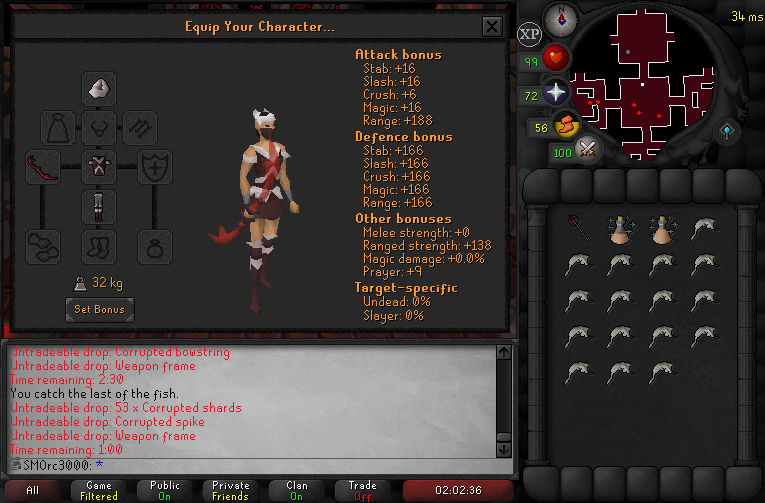 Equip Your Character...
Attack bonus
Stab: +16
Slash: +16
Crush: +6
Magic: +16
Range: +188
Defence bonus
Stab: +166
Slash: +166
Crush: +166
Magic: +166
Range: +166
Other bonuses
Melee strength: +0
Ranged strength: +138
Magic damage: +0.0%
Prayer: +9
Target-specific
Undead: 0%
Slayer: 0%
32 kg
Set Bonus
34 ms
XP
99
72
56
100
Untradeable drop: Corrupted bowstring
Untradeable drop: Weapon frame
Time remaining: 2:30
You catch the last of the fish.
Untradeable drop: 53 x Corrupted shards
Untradeable drop: Corrupted spike
Untradeable drop: Weapon frame
Time remaining: 1:00
SMOrc3000: *
All
Game
Filtered
Public
On
Private
Friends
Clan
On
Trade
Off
02:02:36